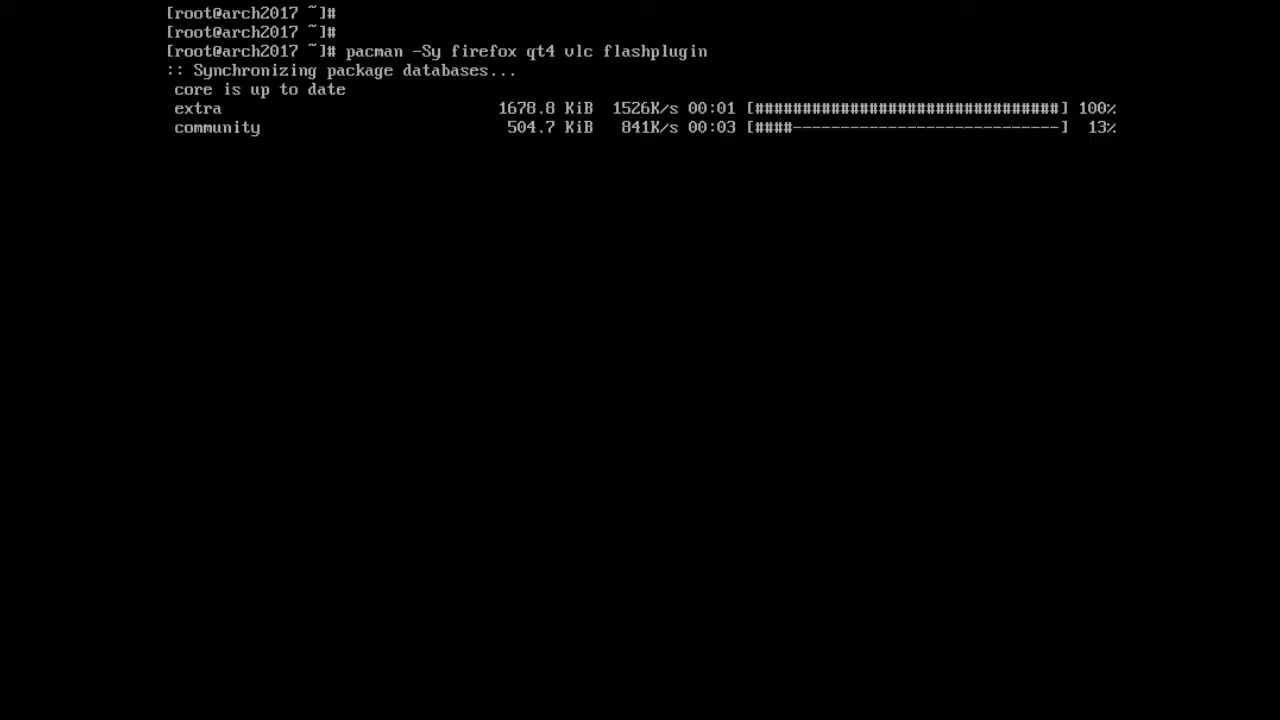 [root@arch2017 ~]#
[root@arch2017 ~]#
[root@arch2017 ~]# pacman -Sy firefox qt4 vlc flashplugin
:: Synchronizing package databases...
core is up to date
extra 1678.8 KiB 1526K/s 00:01 [################################] 100%
community 504.7 KiB 841K/s 00:03 [####----------------------------] 13%